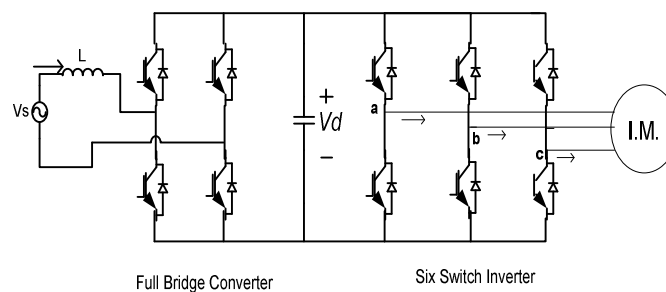 L
Vs
+
Vd
−
a
b
c
I.M.
Full Bridge Converter
Six Switch Inverter